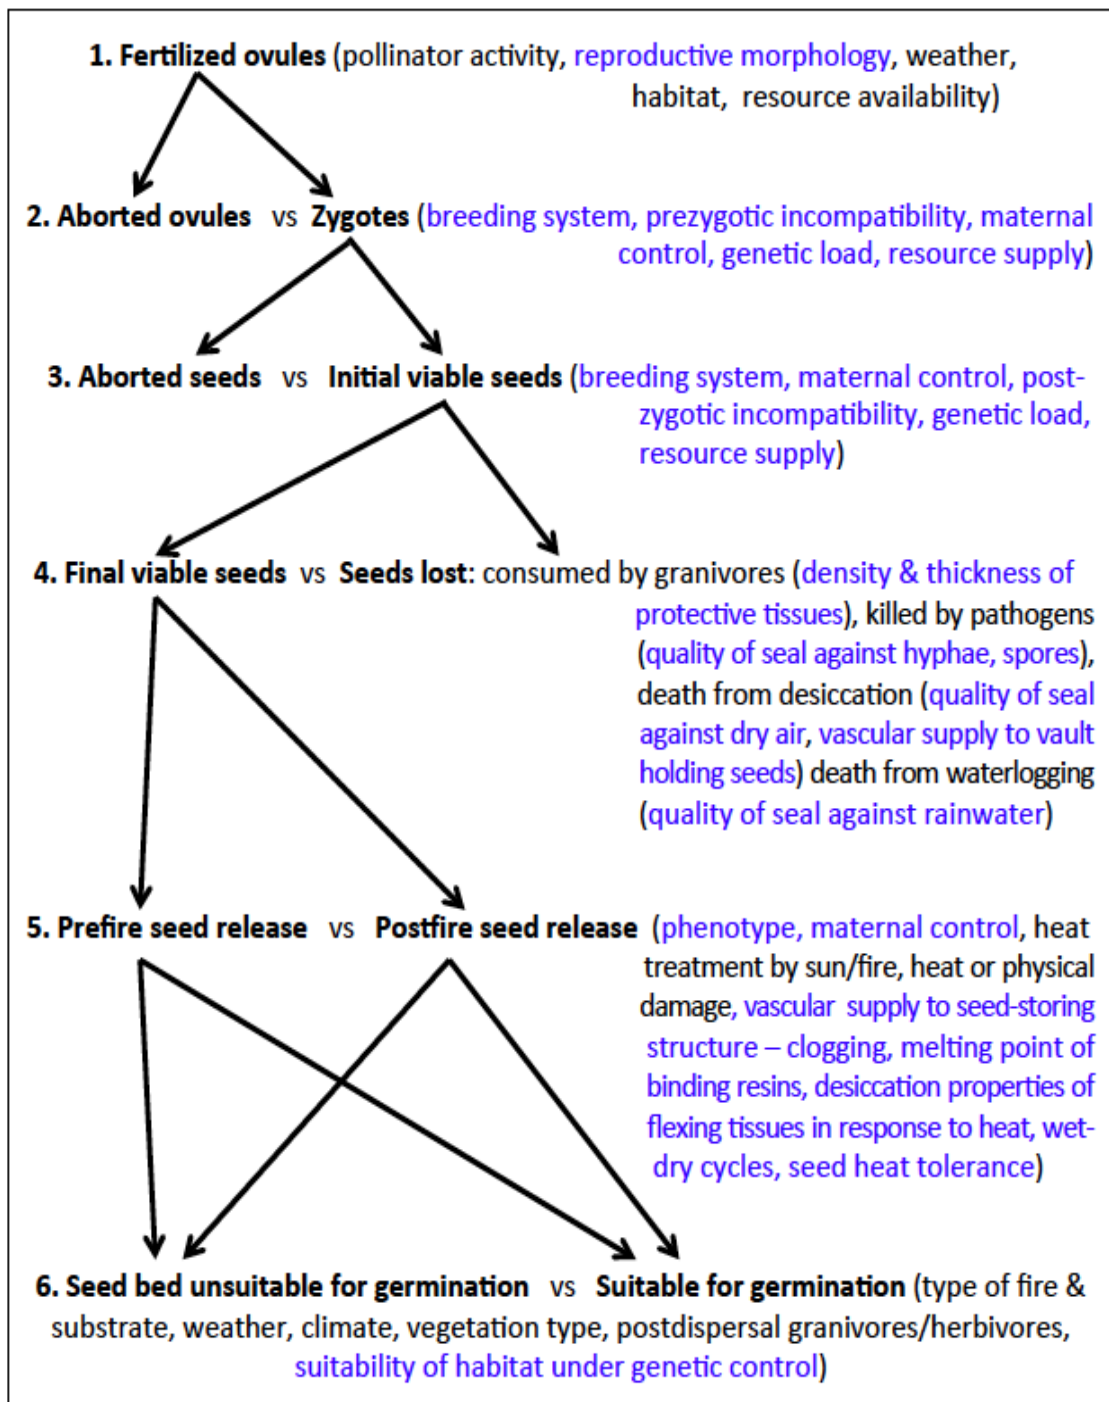 1. Fertilized ovules (pollinator activity, reproductive morphology, weather,
habitat, resource availability)
2. Aborted ovules vs Zygotes (breeding system, prezygotic incompatibility, maternal
control, genetic load, resource supply)
3. Aborted seeds vs Initial viable seeds (breeding system, maternal control, post-
zygotic incompatibility, genetic load,
resource supply)
4. Final viable seeds vs Seeds lost: consumed by granivores (density & thickness of
protective tissues), killed by pathogens
(quality of seal against hyphae, spores),
death from desiccation (quality of seal
against dry air, vascular supply to vault
holding seeds) death from waterlogging
(quality of seal against rainwater)
5. Prefire seed release vs Postfire seed release (phenotype, maternal control, heat
treatment by sun/fire, heat or physical
damage, vascular supply to seed-storing
structure – clogging, melting point of
binding resins, desiccation properties of
flexing tissues in response to heat, wet-
dry cycles, seed heat tolerance)
6. Seed bed unsuitable for germination vs Suitable for germination (type of fire &
substrate, weather, climate, vegetation type, postdispersal granivores/herbivores,
suitability of habitat under genetic control)